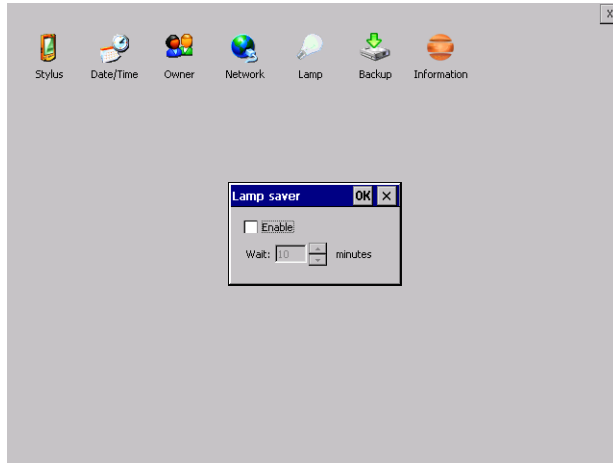 X
Stylus Date/Time Owner Network Lamp Backup Information
Lamp saver OK ×
Enable
Wait: 10 minutes